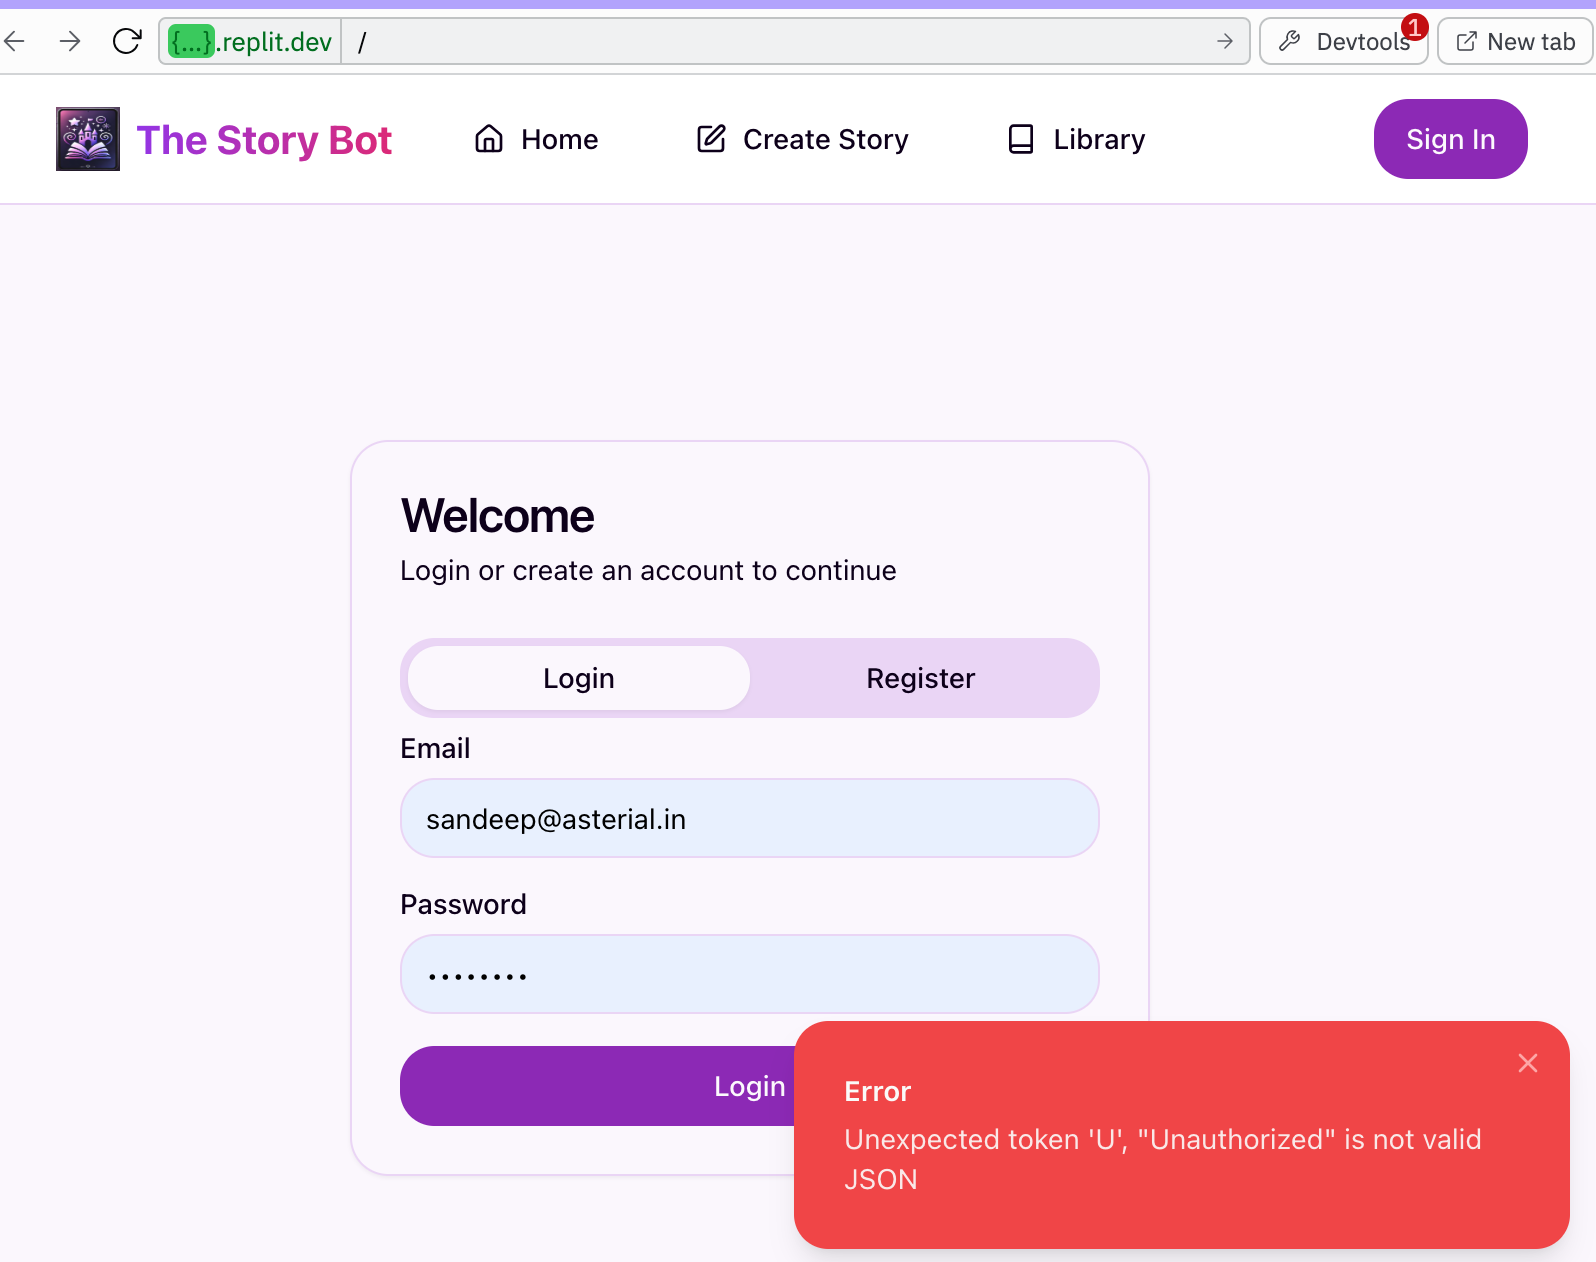 {...}.replit.dev /
Devtools 1
New tab
The Story Bot
Home
Create Story
Library
Sign In
Welcome
Login or create an account to continue
Login
Register
Email
sandeep@asterial.in
Password
••••••••
Login
Error
Unexpected token 'U', "Unauthorized" is not valid
JSON